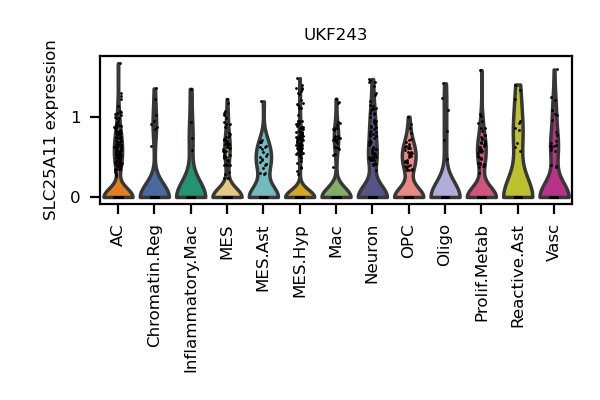 UKF243
SLC25A11 expression
1
0
AC
Chromatin.Reg
Inflammatory.Mac
MES
MES.Ast
MES.Hyp
Mac
Neuron
OPC
Oligo
Prolif.Metab
Reactive.Ast
Vasc